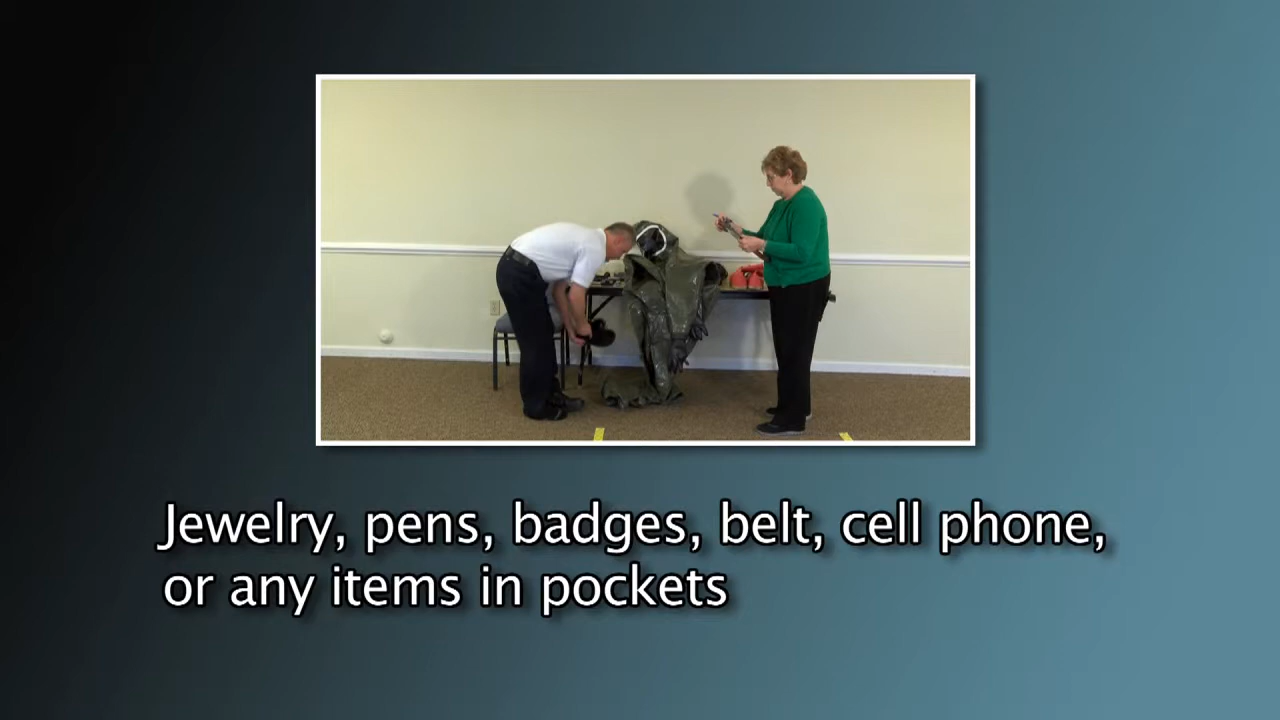 Jewelry, pens, badges, belt, cell phone,
or any items in pockets